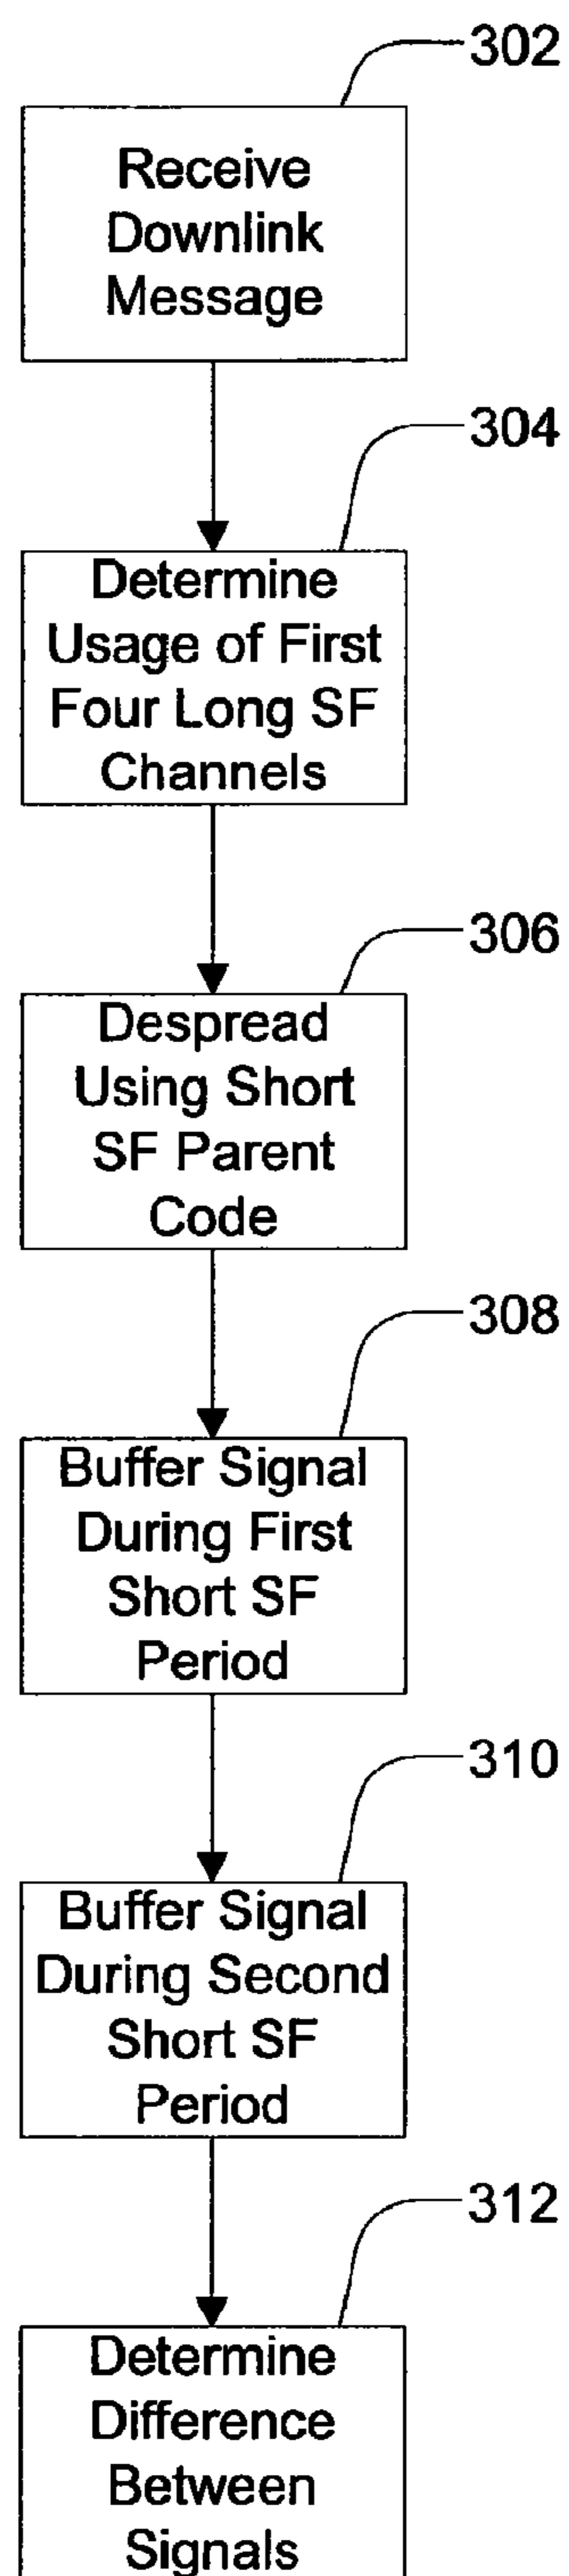 302
Receive
Downlink
Message
304
Determine
Usage of First
Four Long SF
Channels
306
Despread
Using Short
SF Parent
Code
308
Buffer Signal
During First
Short SF
Period
310
Buffer Signal
During Second
Short SF
Period
312
Determine
Difference
Between
Signals